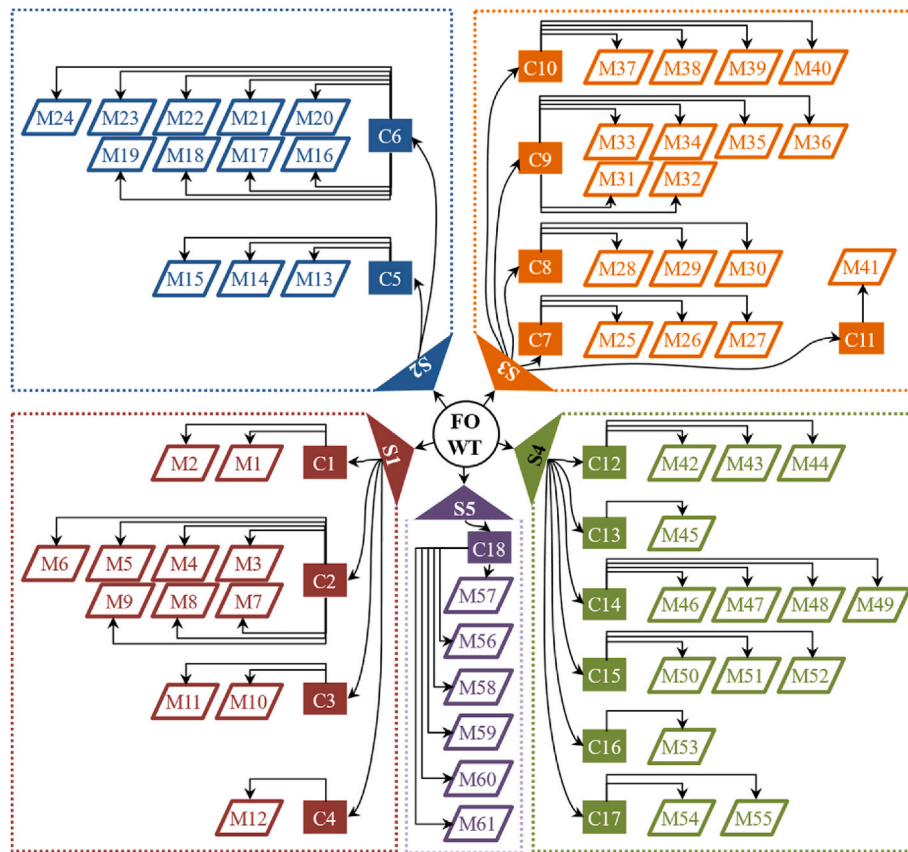 M24 M23 M22 M21 M20
C6
M19 M18 M17 M16
M15 M14 M13 C5
S2
C10 M37 M38 M39 M40
M33 M34 M35 M36
C9
M31 M32
C8 M28 M29 M30
M41
C7 M25 M26 M27 C11
S3
FO
WT
M2 M1 C1
S1
M6 M5 M4 M3
C2
M9 M8 M7
M11 M10 C3
M12 C4
S5
C18
M57
M56
M58
M59
M60
M61
S4
C12 M42 M43 M44
C13 M45
C14 M46 M47 M48 M49
C15 M50 M51 M52
C16 M53
C17 M54 M55